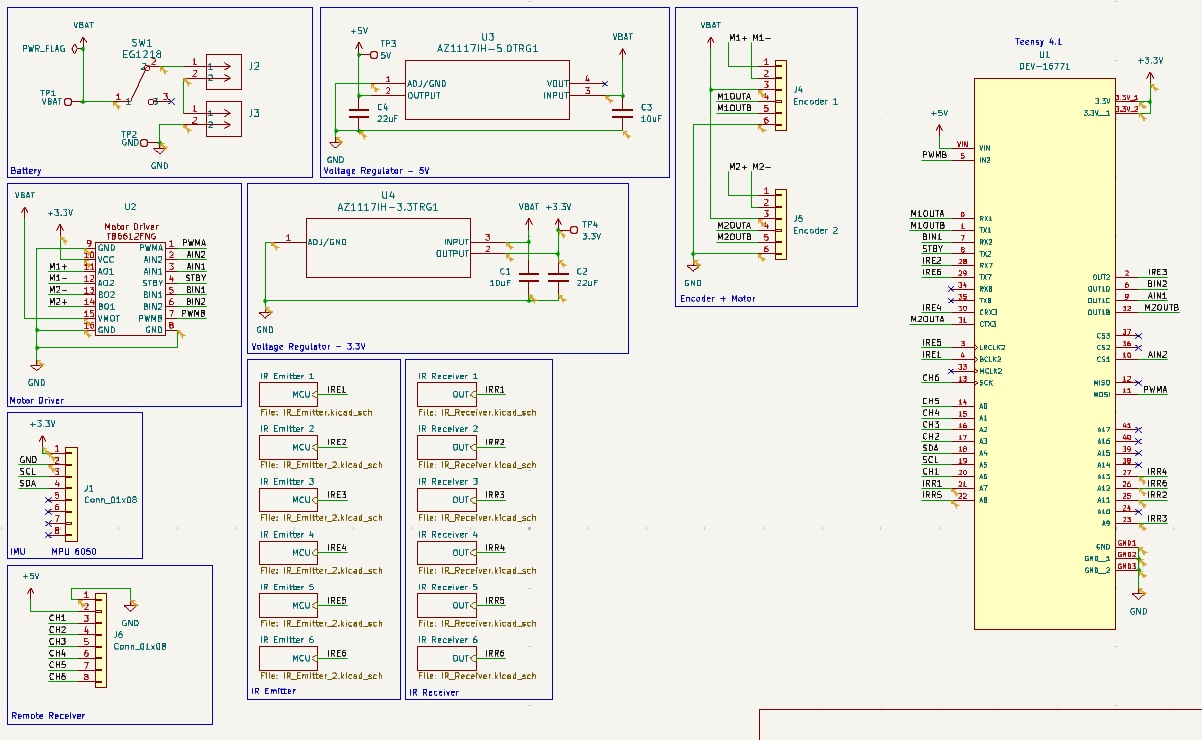 VBAT
PWR_FLAG
SW1
EG1218
2
1
3
TP1
VBAT
TP2
GND
GND
1
2
J2
1
2
J3
Battery
+5V
TP3
5V
U3
AZ1117IH-5.0TRG1
1
ADJ/GND
2
OUTPUT
VOUT
4
INPUT
3
C4
22uF
VBAT
C3
10uF
GND
Voltage Regulator - 5V
VBAT
M1+ M1-
1
2
3
4
5
6
M1OUTA
M1OUTB
J4
Encoder 1
M2+ M2-
1
2
3
4
5
6
M2OUTA
M2OUTB
J5
Encoder 2
GND
Encoder + Motor
VBAT
+3.3V
U2
Motor Driver
TB6612FNG
9 GND PWMA 1 PWMA
10 VCC AIN2 2 AIN2
M1+ 11 AO1 AIN1 3 AIN1
M1- 12 AO2 STBY 4 STBY
M2- 13 BO2 BIN1 5 BIN1
M2+ 14 BO1 BIN2 6 BIN2
15 VMOT PWMB 7 PWMB
16 GND GND 8
GND
Motor Driver
U4
AZ1117IH-3.3TRG1
1
ADJ/GND
INPUT
3
OUTPUT
2
VBAT
+3.3V
TP4
3.3V
C1
10uF
C2
22uF
GND
Voltage Regulator - 3.3V
+3.3V
GND
SCL
SDA
1
2
3
4
5
6
7
8
J1
Conn_01x08
IMU
MPU 6050
+5V
GND
1
2
CH1 3
CH2 4
CH3 5
CH4 6
CH5 7
CH6 8
J6
Conn_01x08
Remote Receiver
IR Emitter 1
MCU
IRE1
File: IR_Emitter.kicad_sch
IR Emitter 2
MCU
IRE2
File: IR_Emitter_2.kicad_sch
IR Emitter 3
MCU
IRE3
File: IR_Emitter_2.kicad_sch
IR Emitter 4
MCU
IRE4
File: IR_Emitter_2.kicad_sch
IR Emitter 5
MCU
IRE5
File: IR_Emitter_2.kicad_sch
IR Emitter 6
MCU
IRE6
File: IR_Emitter_2.kicad_sch
IR Emitter
IR Receiver 1
OUT
IRR1
File: IR_Receiver.kicad_sch
IR Receiver 2
OUT
IRR2
File: IR_Receiver.kicad_sch
IR Receiver 3
OUT
IRR3
File: IR_Receiver.kicad_sch
IR Receiver 4
OUT
IRR4
File: IR_Receiver.kicad_sch
IR Receiver 5
OUT
IRR5
File: IR_Receiver.kicad_sch
IR Receiver 6
OUT
IRR6
File: IR_Receiver.kicad_sch
IR Receiver
Teensy 4.1
U1
DEV-16771
+3.3V
3.3V 3.3V_1
3.3V__1 3.3V_2
+5V
VIN VIN
PWMB 5 IN2
M1OUTA 0 RX1
M1OUTB 1 TX1
BIN1 7 RX2
STBY 8 TX2
IRE2 28 RX7
IRE6 29 TX7
34 RX8
35 TX8
IRE4 30 CRX3
M2OUTA 31 CTX3
IRE5 3 LRCLK2
IRE1 4 BCLK2
33 MCLK2
CH6 13 SCK
CH5 14 A0
CH4 15 A1
CH3 16 A2
CH2 17 A3
SDA 18 A4
SCL 19 A5
CH1 20 A6
IRR1 21 A7
IRR5 22 A8
OUT2 2 IRE3
OUT1D 6 BIN2
OUT1C 9 AIN1
OUT1B 32 M2OUTB
CS3 37
CS2 36
CS1 10 AIN2
MISO 12
MOSI 11 PWMA
A17 41
A16 40
A15 39
A14 38
A13 27 IRR4
A12 26 IRR6
A11 25 IRR2
A10 24
A9 23 IRR3
GND GND1
GND__1 GND2
GND__2 GND3
GND